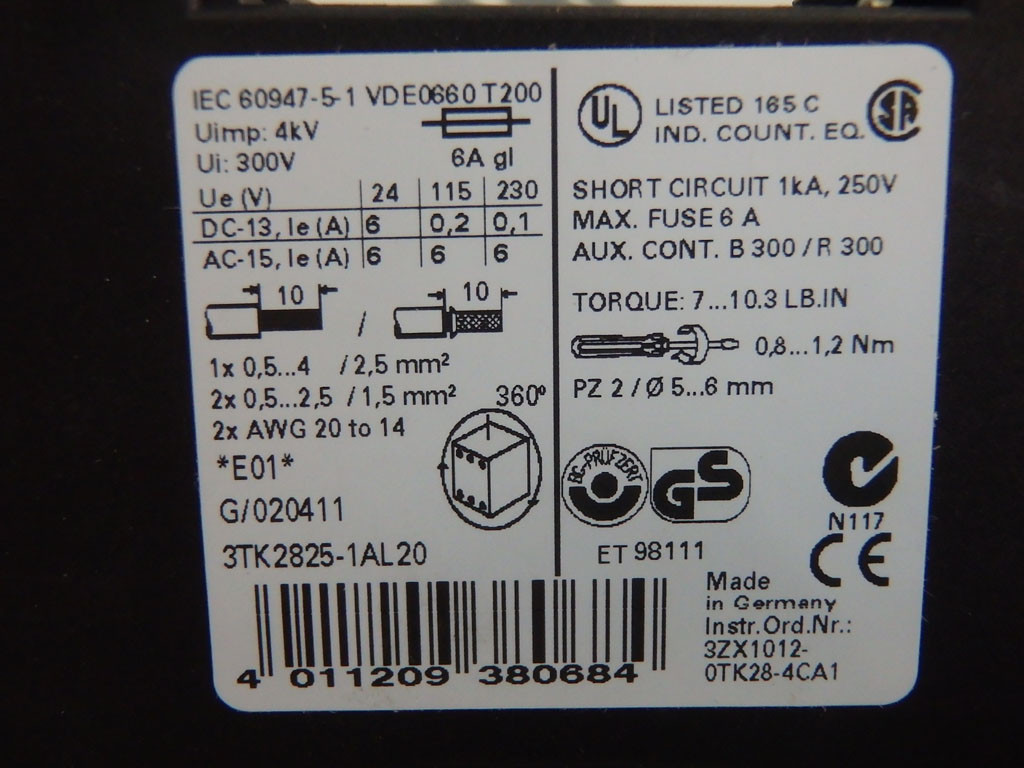 IEC 60947-5-1 VDE0660 T200
Uimp: 4kV
Ui: 300V
6A gl
Ue (V) 24 115 230
DC-13, Ie (A) 6 0,2 0,1
AC-15, Ie (A) 6 6 6
10 / 10
1x 0,5...4 / 2,5 mm²
2x 0,5...2,5 / 1,5 mm²
360°
2x AWG 20 to 14
*E01*
G/020411
3TK2825-1AL20
UL LISTED 165 C
IND. COUNT. EQ.
SA
SHORT CIRCUIT 1kA, 250V
MAX. FUSE 6 A
AUX. CONT. B 300 / R 300
TORQUE: 7...10.3 LB.IN
0,8...1,2 Nm
PZ 2 / Ø 5...6 mm
BG-PRÜFZERT
GS
N117
ET 98111
CE
Made
in Germany
Instr.Ord.Nr.:
3ZX1012-
0TK28-4CA1
4 011209 380684